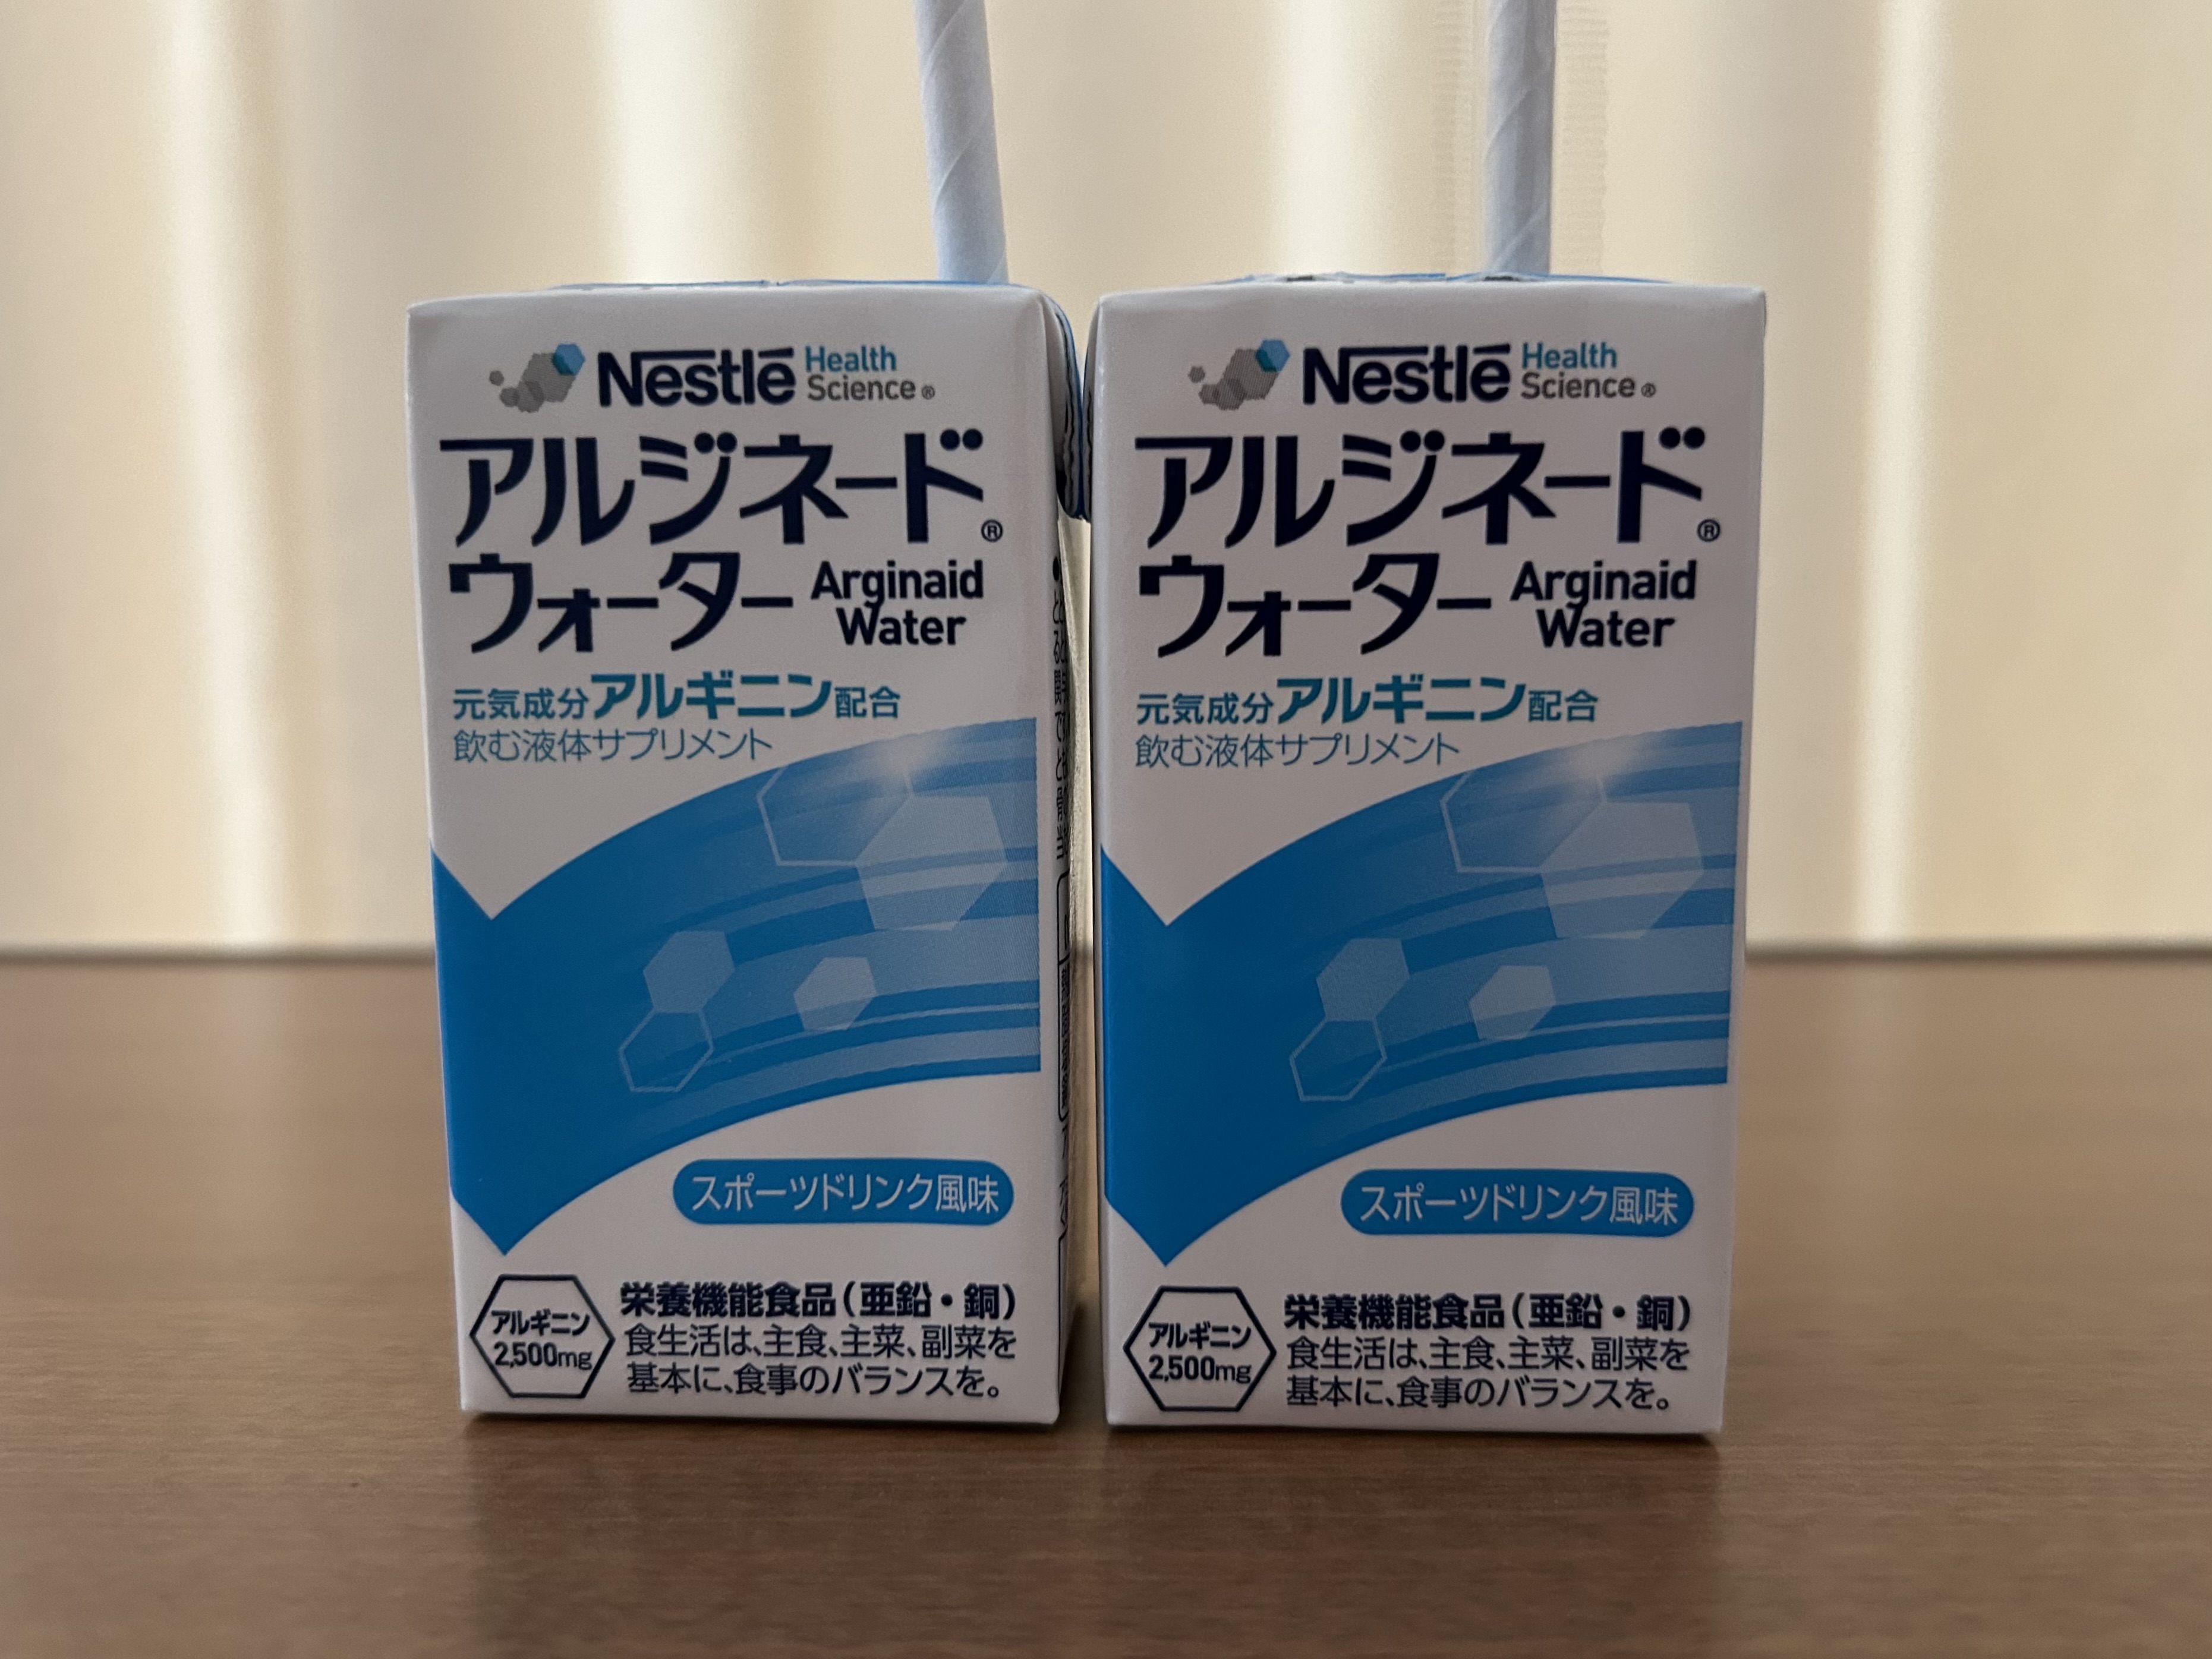 Nestlé Health Science®
アルジネード®
ウォーター Arginaid Water
元気成分アルギニン配合
飲む液体サプリメント
スポーツドリンク風味
アルギニン 2,500mg
栄養機能食品(亜鉛・銅)
食生活は、主食、主菜、副菜を
基本に、食事のバランスを。
Nestlé Health Science®
アルジネード®
ウォーター Arginaid Water
元気成分アルギニン配合
飲む液体サプリメント
スポーツドリンク風味
アルギニン 2,500mg
栄養機能食品(亜鉛・銅)
食生活は、主食、主菜、副菜を
基本に、食事のバランスを。